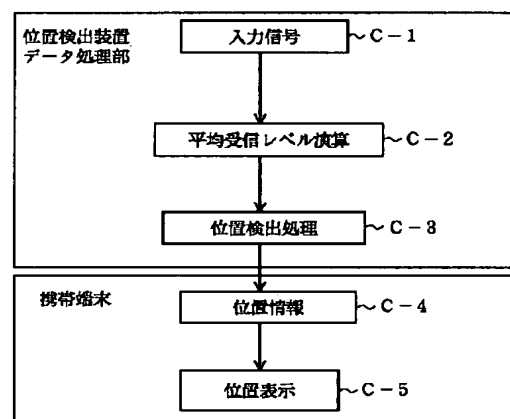 位置検出装置
データ処理部
入力信号 C-1
平均受信レベル演算 C-2
位置検出処理 C-3
携帯端末
位置情報 C-4
位置表示 C-5